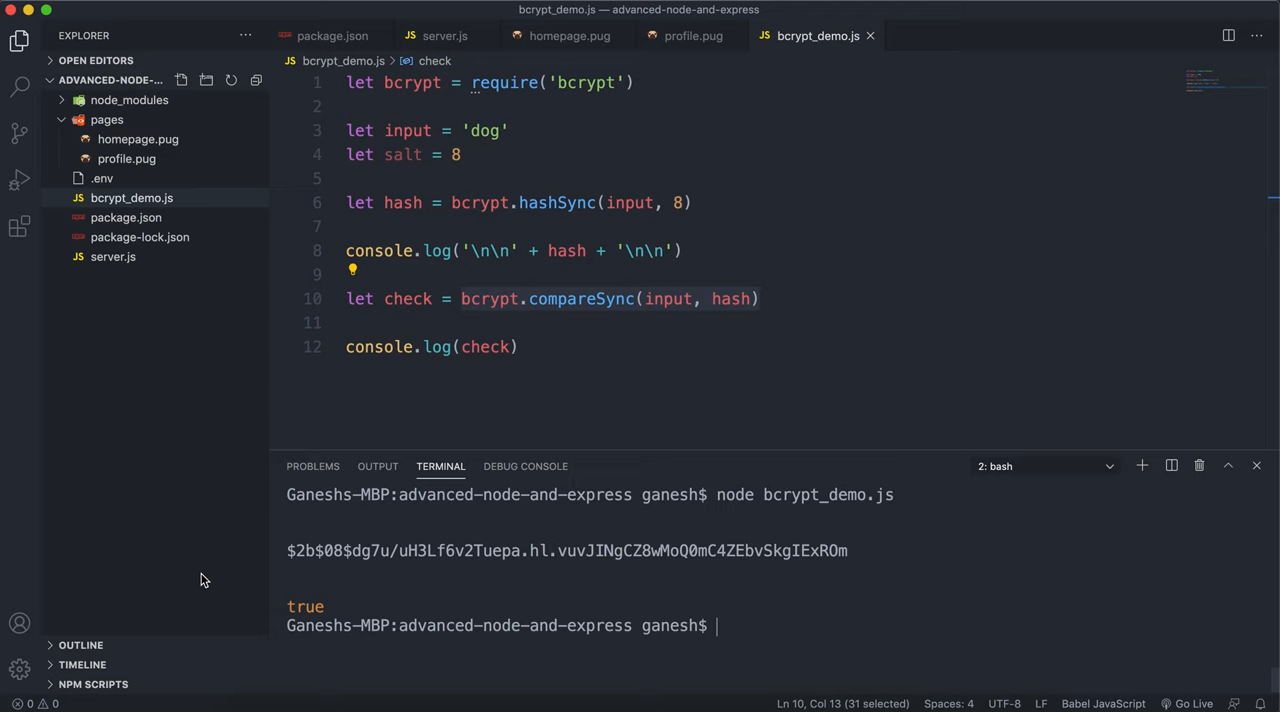 bcrypt_demo.js — advanced-node-and-express
EXPLORER
···
package.json
JS server.js
homepage.pug
profile.pug
JS bcrypt_demo.js
OPEN EDITORS
ADVANCED-NODE-...
node_modules
pages
homepage.pug
profile.pug
.env
JS bcrypt_demo.js
package.json
package-lock.json
JS server.js
OUTLINE
TIMELINE
NPM SCRIPTS
JS bcrypt_demo.js > check
1 let bcrypt = require('bcrypt')
2
3 let input = 'dog'
4 let salt = 8
5
6 let hash = bcrypt.hashSync(input, 8)
7
8 console.log('\n\n' + hash + '\n\n')
9
10 let check = bcrypt.compareSync(input, hash)
11
12 console.log(check)
PROBLEMS OUTPUT TERMINAL DEBUG CONSOLE
2: bash
Ganeshs-MBP:advanced-node-and-express ganesh$ node bcrypt_demo.js
$2b$08$dg7u/uH3Lf6v2Tuepa.hl.vuvJINgCZ8wMoQ0mC4ZEbvSkgIExROm
true
Ganeshs-MBP:advanced-node-and-express ganesh$
0 0
Ln 10, Col 13 (31 selected) Spaces: 4 UTF-8 LF Babel JavaScript Go Live